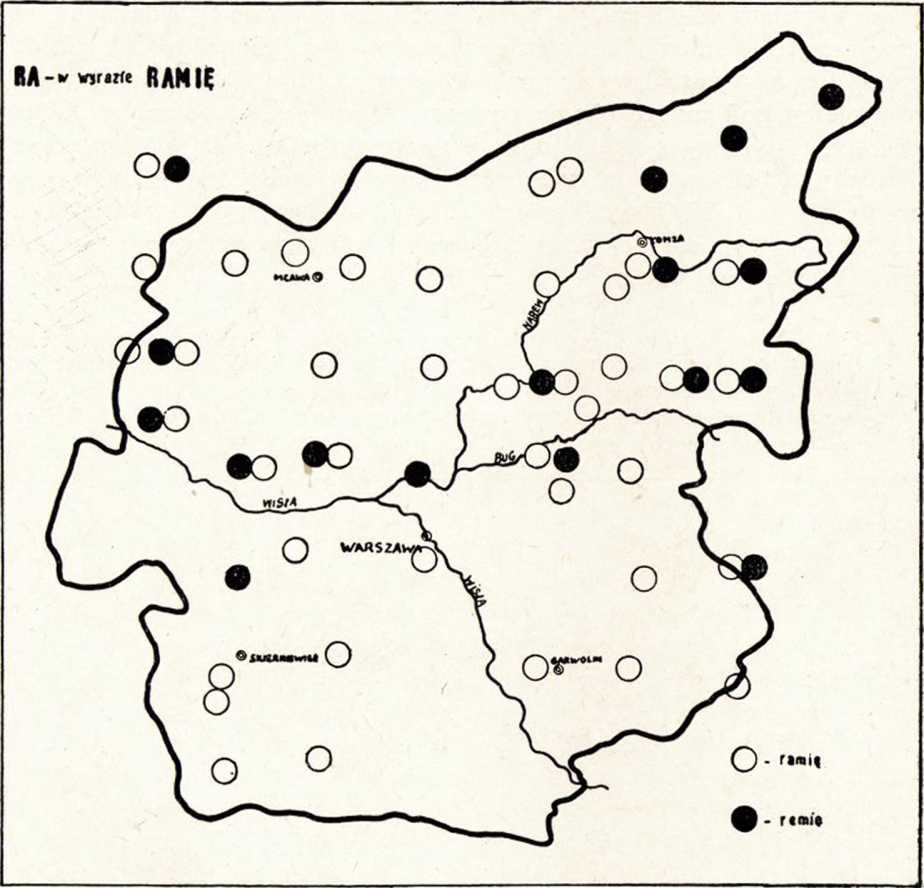 RA - w wyrazie RAMIĘ
ŁOMŻA
MŁAWA
NAREW
BUG
WISŁA
WARSZAWA
WISŁA
SKIERNIEWICE
GARWOLIN
- ramię
- remię